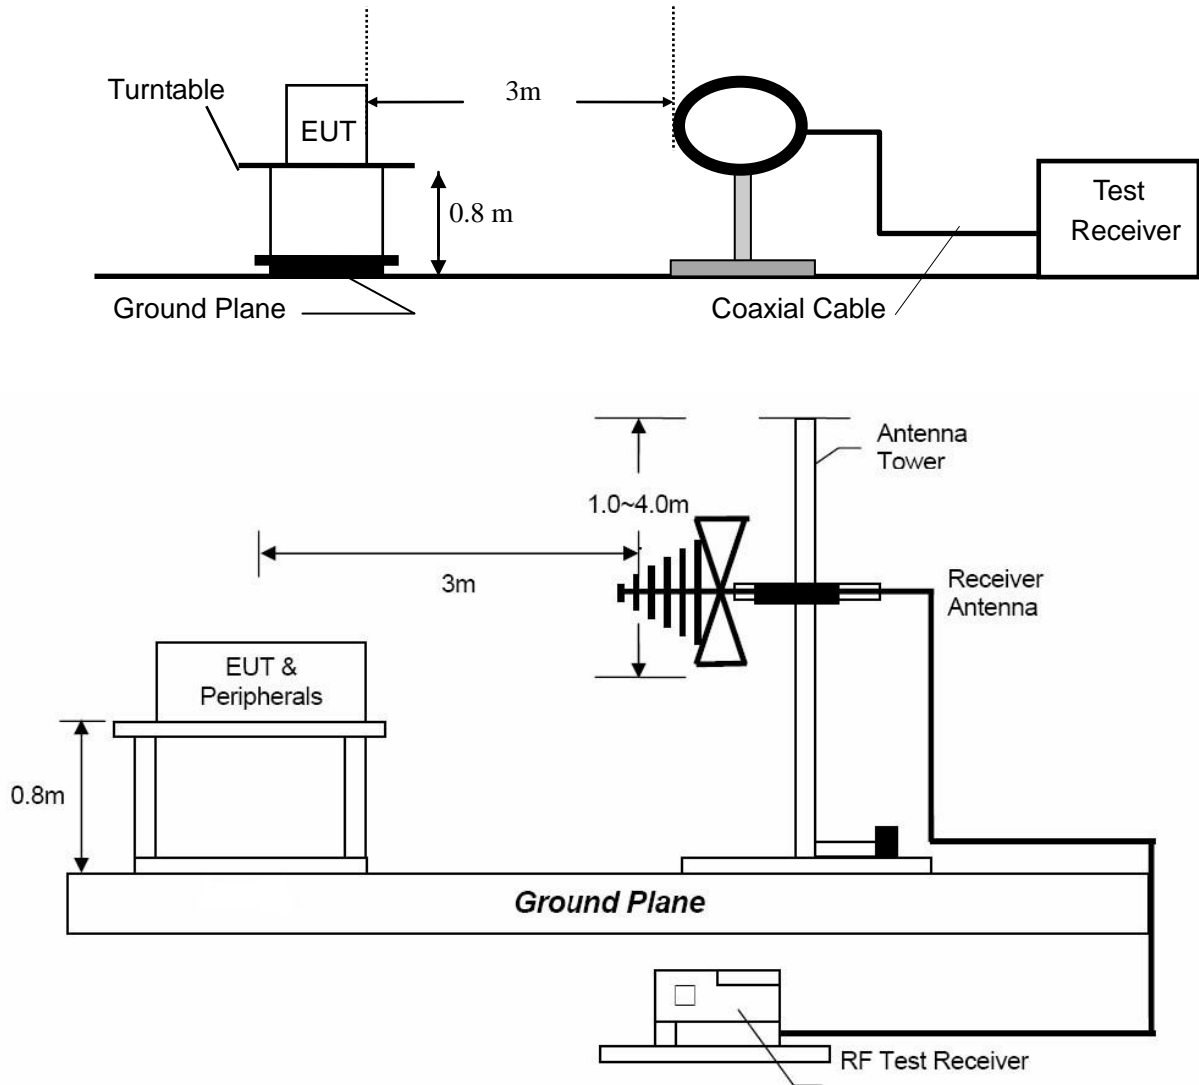 3m
Turntable
EUT
0.8 m
Test
Receiver
Ground Plane
Coaxial Cable
Antenna
Tower
1.0~4.0m
3m
Receiver
Antenna
EUT &
Peripherals
0.8m
Ground Plane
RF Test Receiver